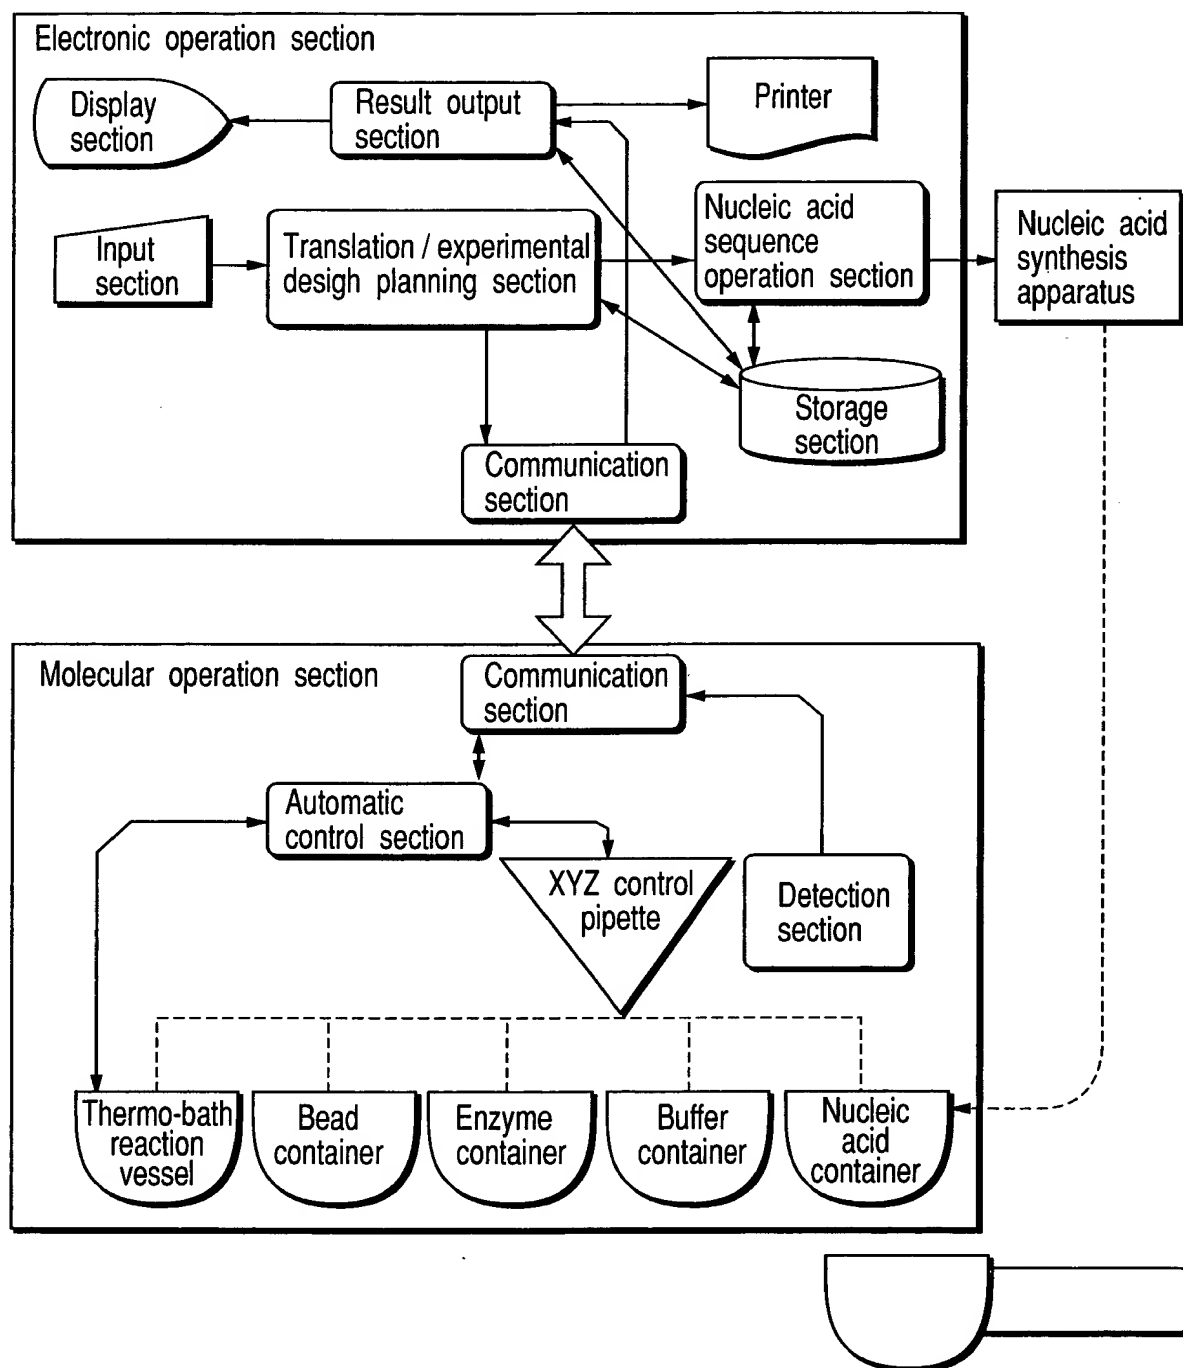 Electronic operation section
Display
section
Result output
section
Printer
Input
section
Translation / experimental
desigh planning section
Nucleic acid
sequence
operation section
Nucleic acid
synthesis
apparatus
Storage
section
Communication
section
Molecular operation section
Communication
section
Automatic
control section
XYZ control
pipette
Detection
section
Thermo-bath
reaction
vessel
Bead
container
Enzyme
container
Buffer
container
Nucleic
acid
container